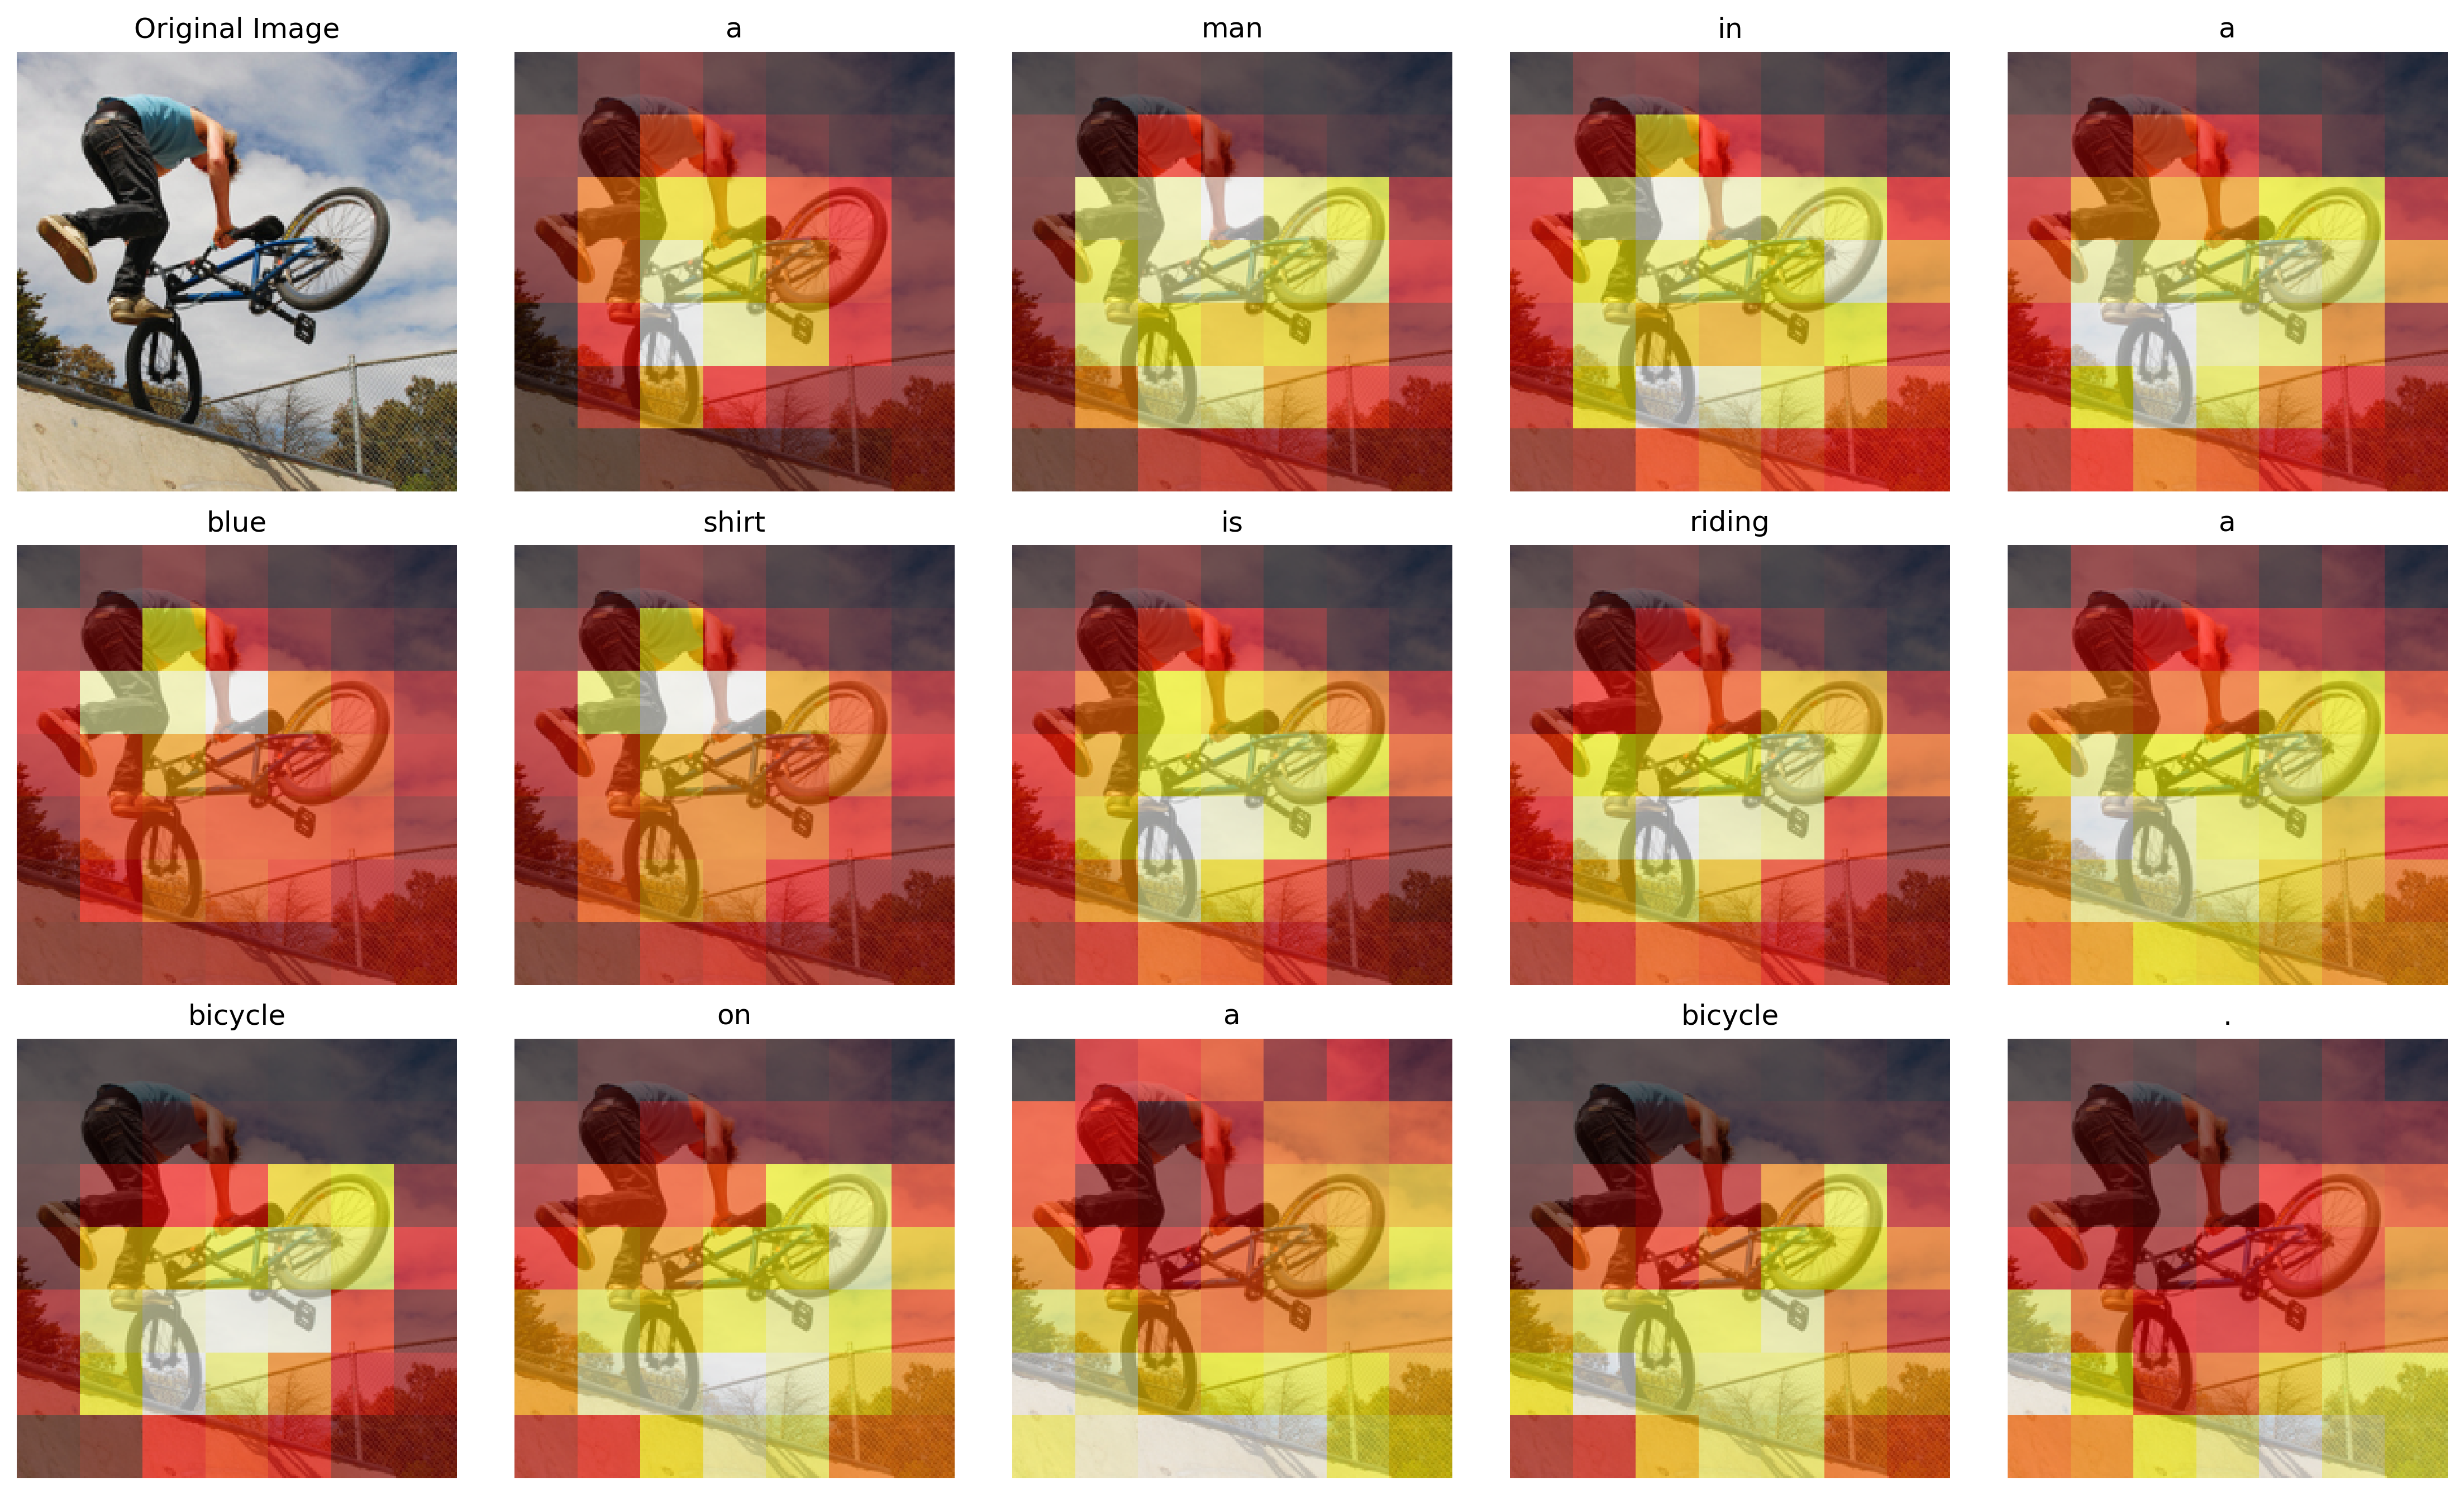 Original Image a man in a
blue shirt is riding a
bicycle on a bicycle .